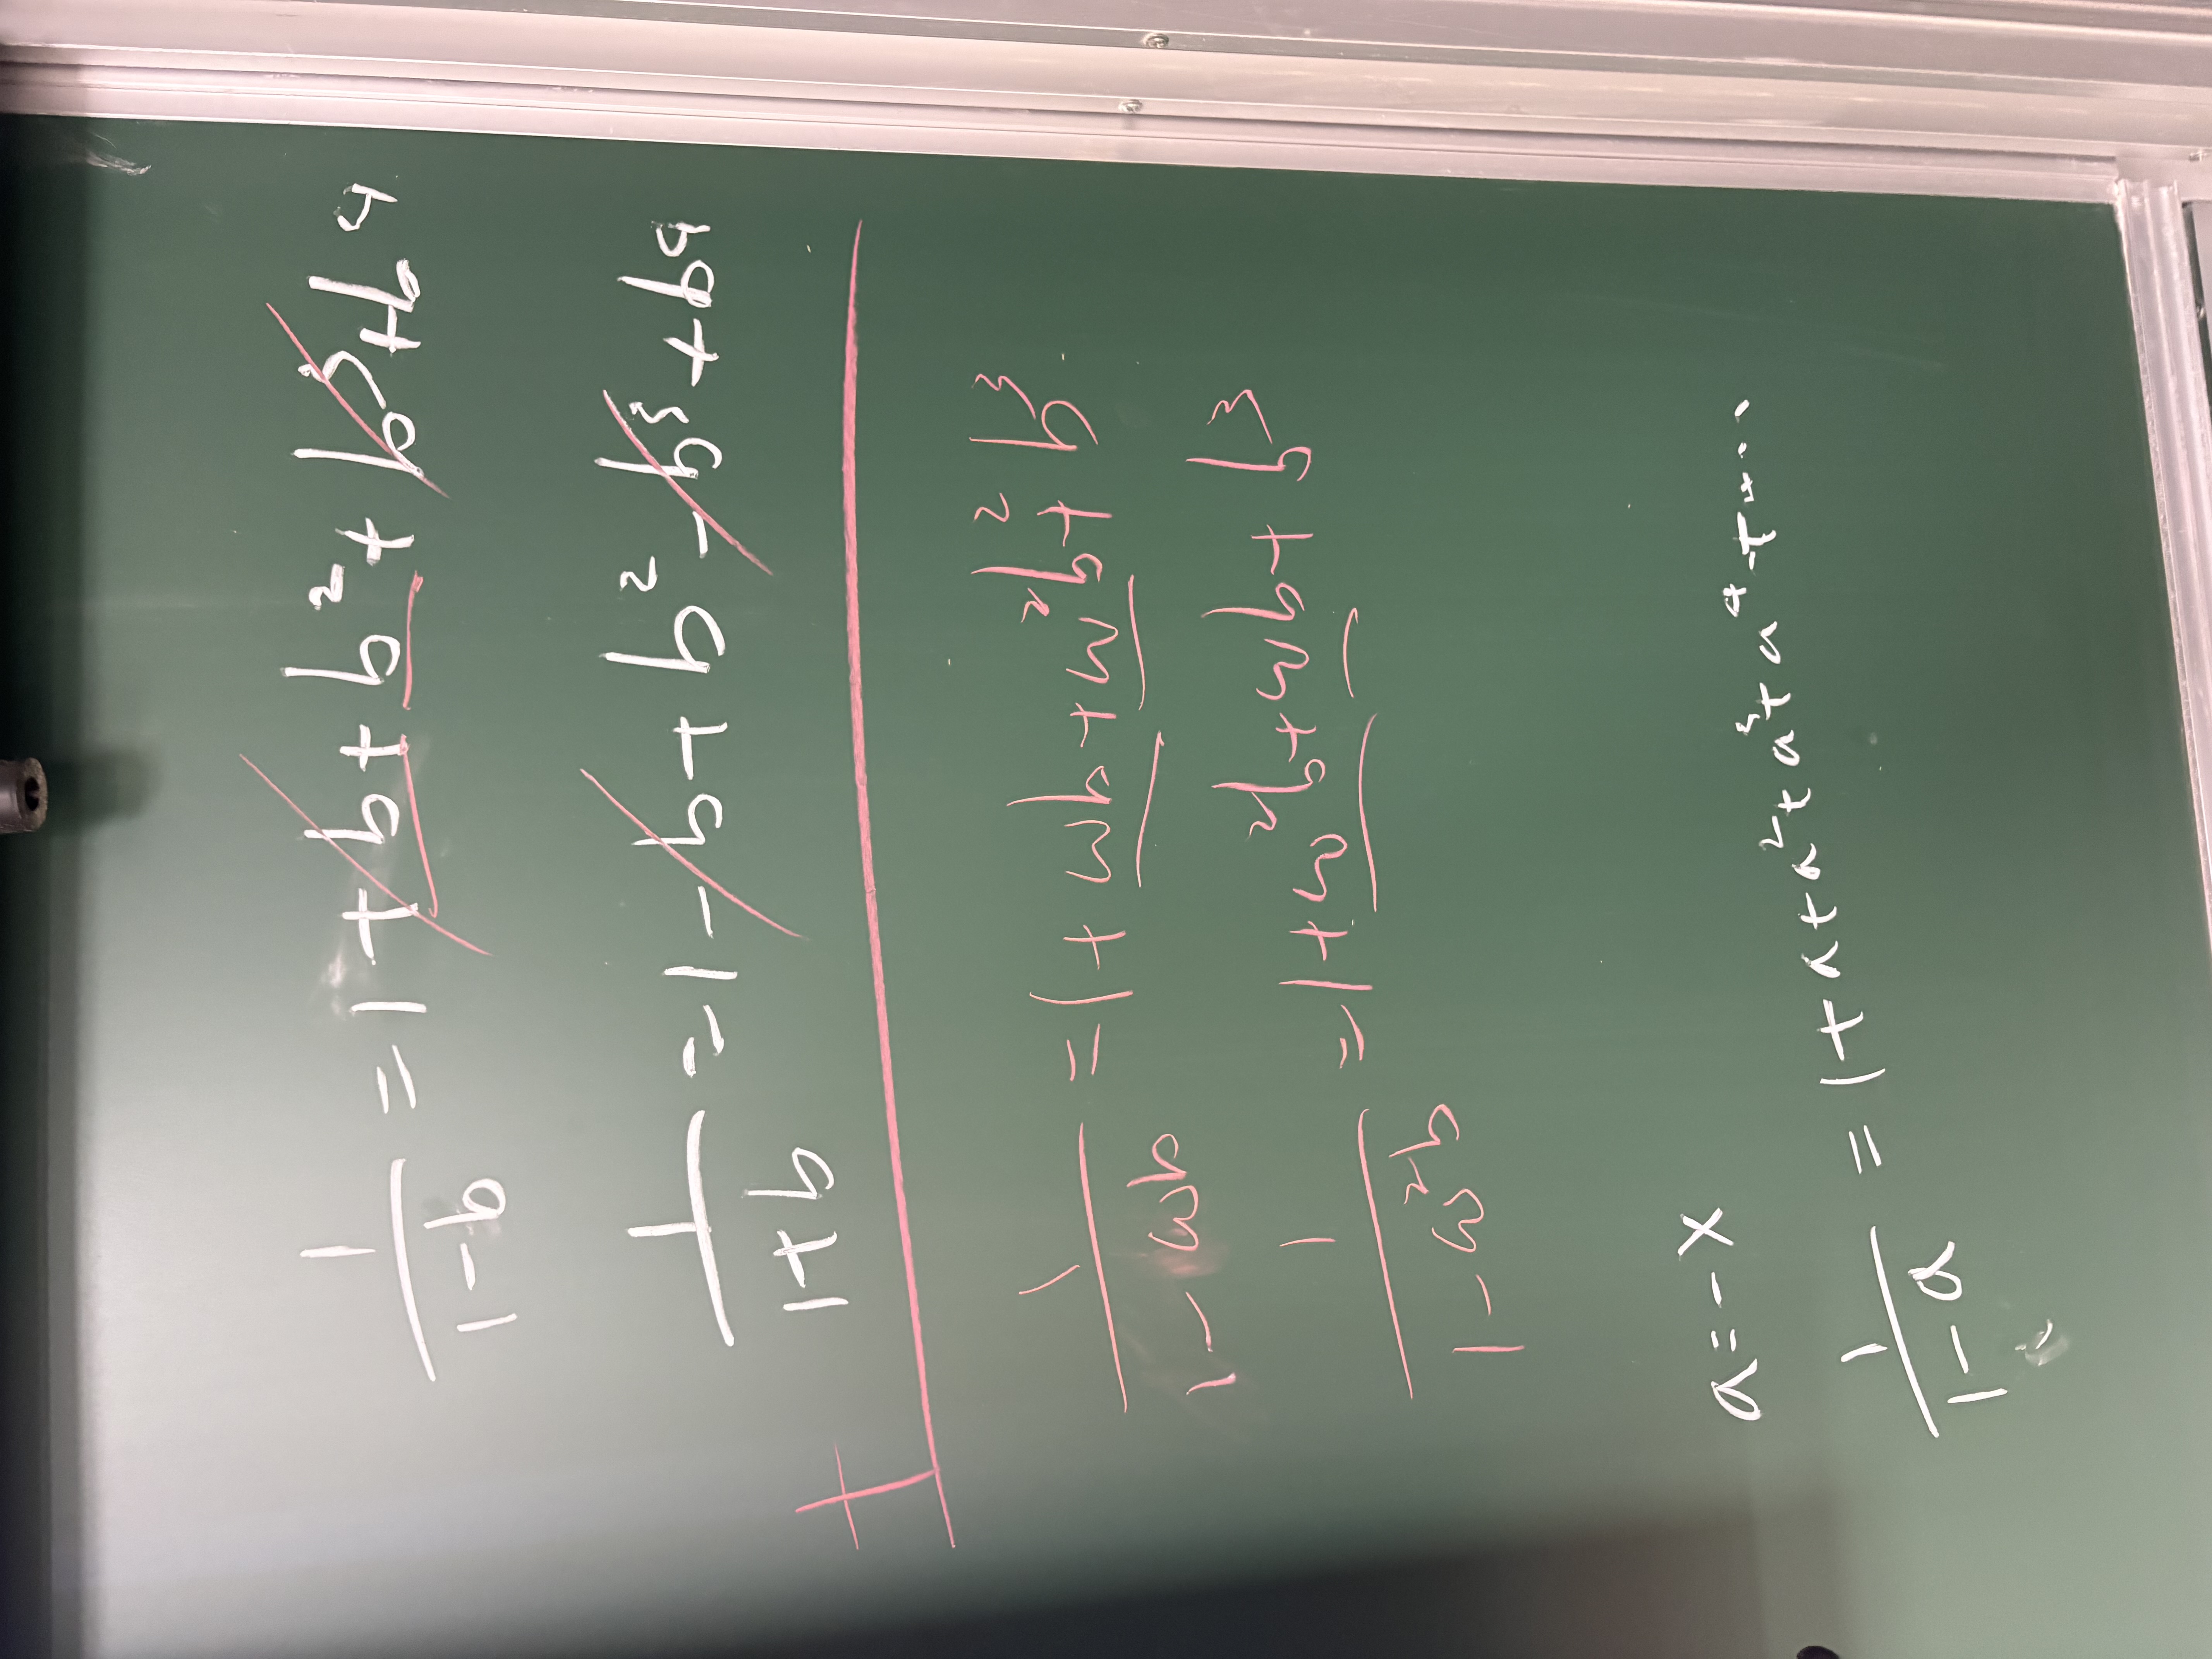 1/(1-b) = 1 + b + b² + b³ + b⁴
1/(1+b) = 1 - b + b² - b³ + b⁴
+
1/(1-ωb) = 1 + ωb + ω²b² + b³
1/(1-ω²b) = 1 + ω²b + ωb + b³
a = -x
1/(1-a) = 1 + a + a² + a³ + a⁴ + ....